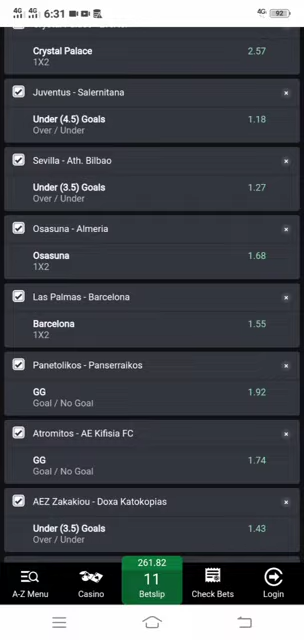 4G 4G 6:31 4G 92
Crystal Palace 2.57
1X2
Juventus - Salernitana
Under (4.5) Goals 1.18
Over / Under
Sevilla - Ath. Bilbao
Under (3.5) Goals 1.27
Over / Under
Osasuna - Almeria
Osasuna 1.68
1X2
Las Palmas - Barcelona
Barcelona 1.55
1X2
Panetolikos - Panserraikos
GG 1.92
Goal / No Goal
Atromitos - AE Kifisia FC
GG 1.74
Goal / No Goal
AEZ Zakakiou - Doxa Katokopias
Under (3.5) Goals 1.43
Over / Under
261.82
11
A-Z Menu Casino Betslip Check Bets Login